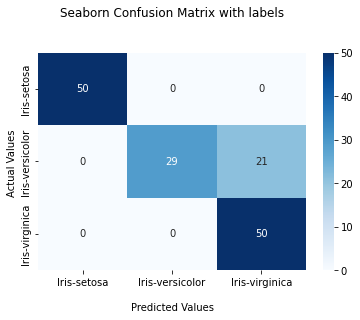 Seaborn Confusion Matrix with labels
Actual Values
Iris-setosa
50 0 0
Iris-versicolor
0 29 21
Iris-virginica
0 0 50
Iris-setosa Iris-versicolor Iris-virginica
Predicted Values
50
40
30
20
10
0